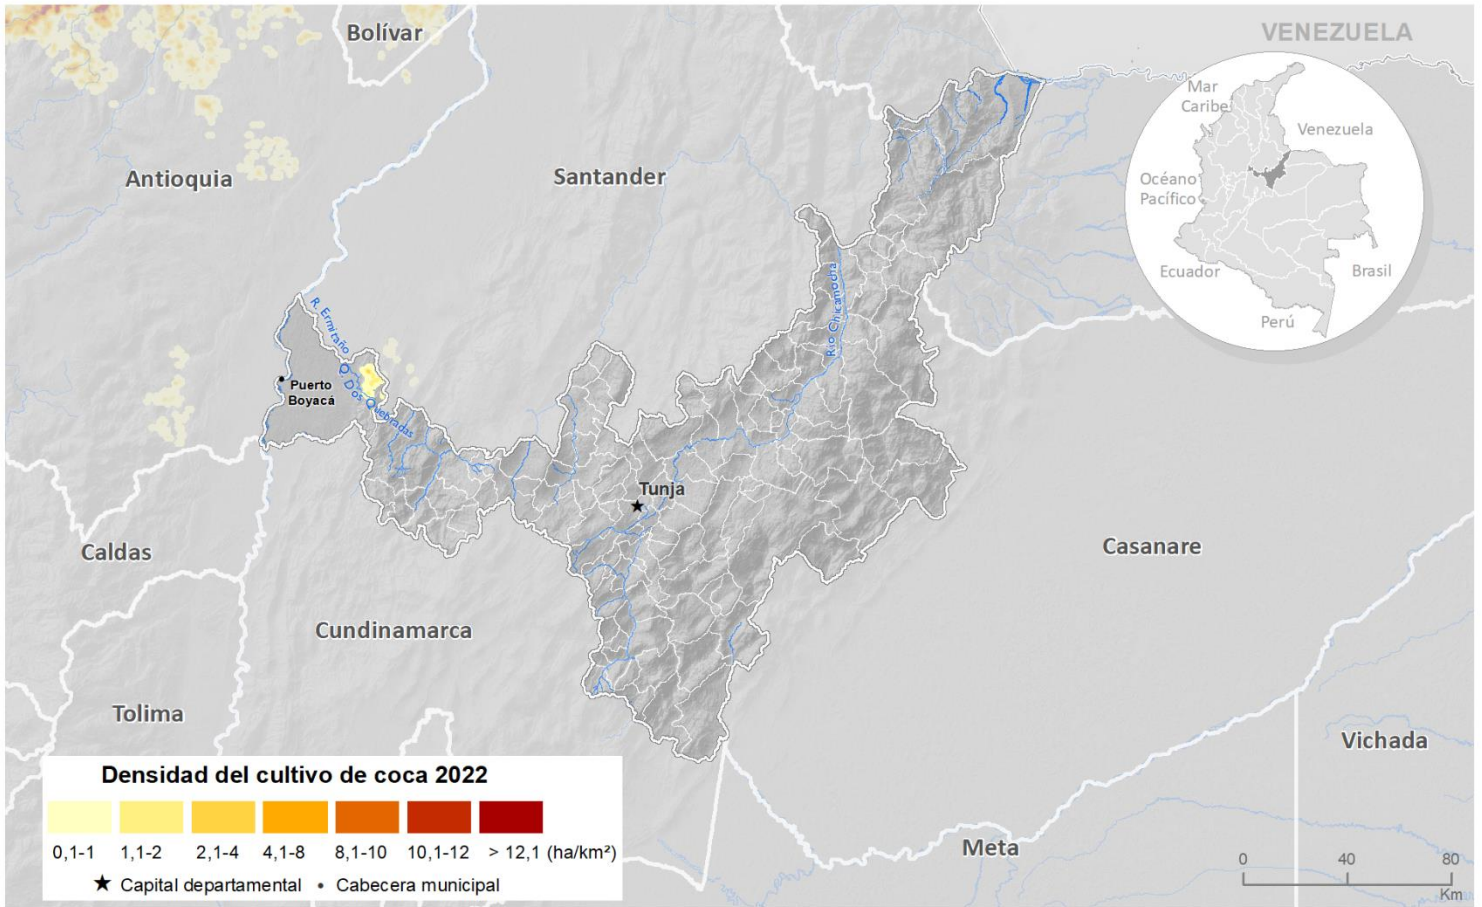 Bolívar
VENEZUELA
Mar
Caribe
Venezuela
Antioquia
Santander
Océano
Pacífico
Ecuador
Brasil
Perú
Río Chicamocha
R. Ermitaño
Q. Dos Quebradas
Puerto
Boyacá
Tunja
Caldas
Casanare
Cundinamarca
Tolima
Vichada
Meta
Densidad del cultivo de coca 2022
0,1-1 1,1-2 2,1-4 4,1-8 8,1-10 10,1-12 > 12,1 (ha/km²)
Capital departamental Cabecera municipal
0 40 80
Km